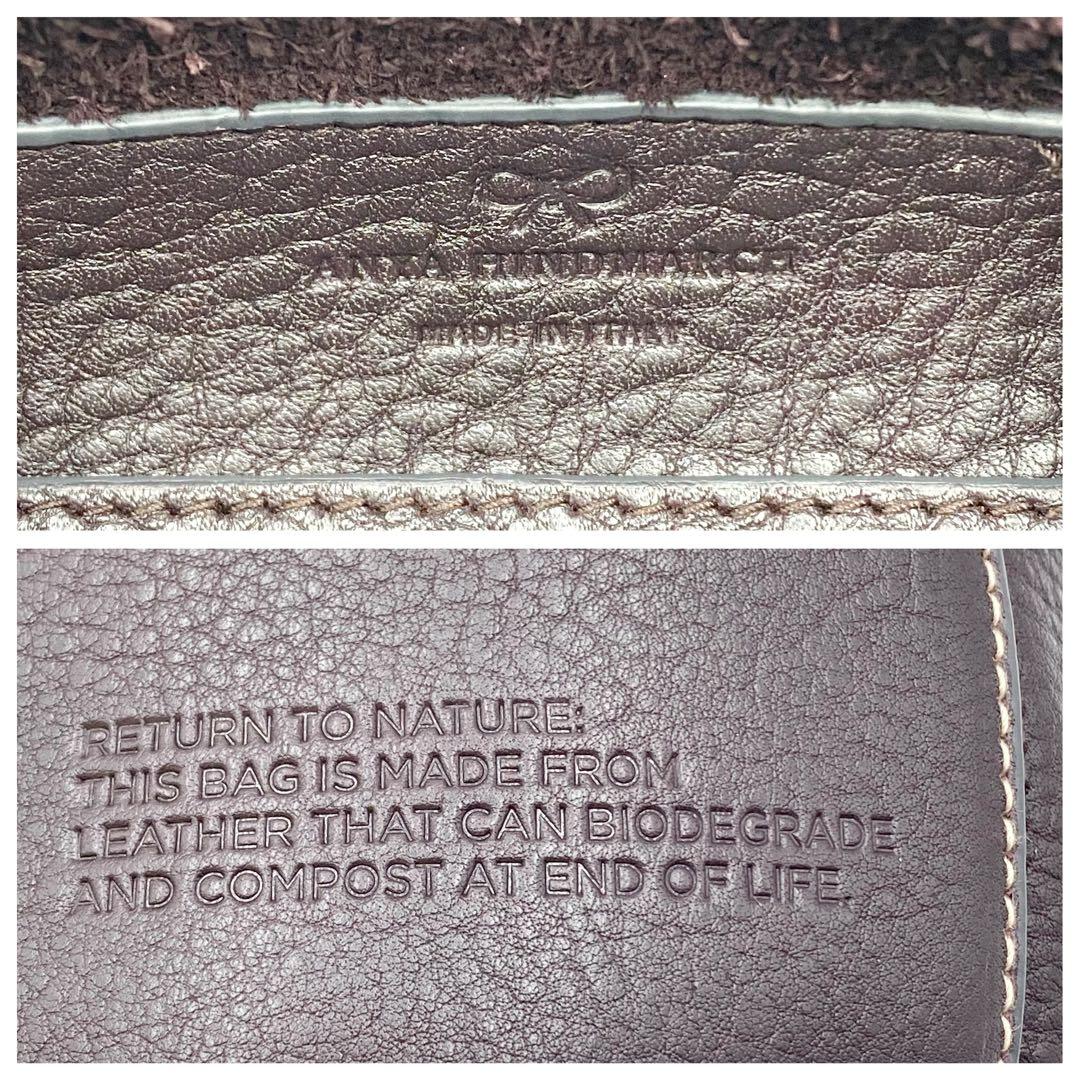 ANYA HINDMARCH
MADE IN ITALY
RETURN TO NATURE:
THIS BAG IS MADE FROM
LEATHER THAT CAN BIODEGRADE
AND COMPOST AT END OF LIFE.